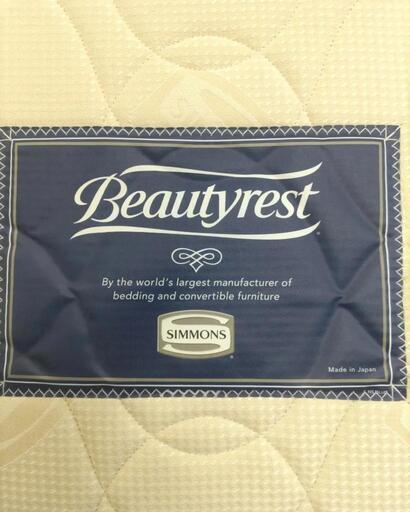 Beautyrest
By the world's largest manufacturer of
bedding and convertible furniture
SIMMONS
Made in Japan